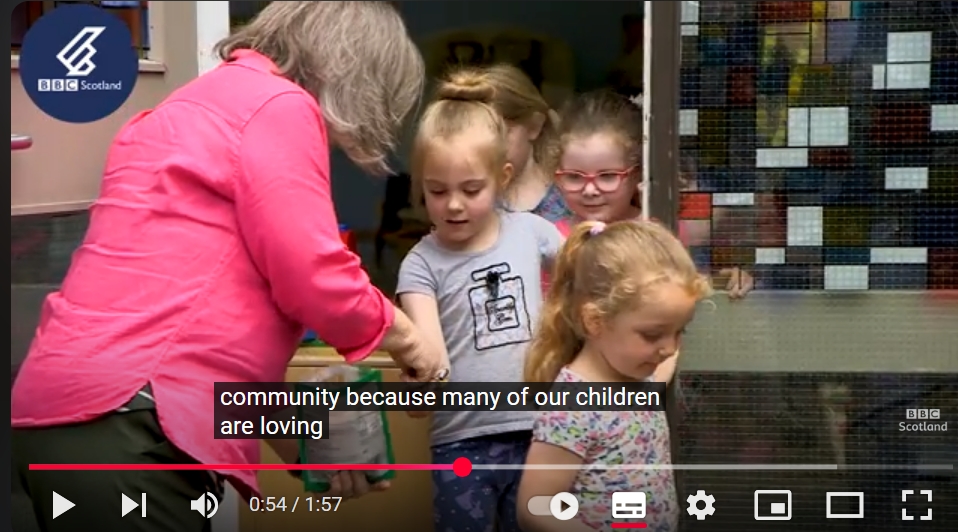 BBC Scotland
community because many of our children
are loving
BBC
Scotland
0:54 / 1:57